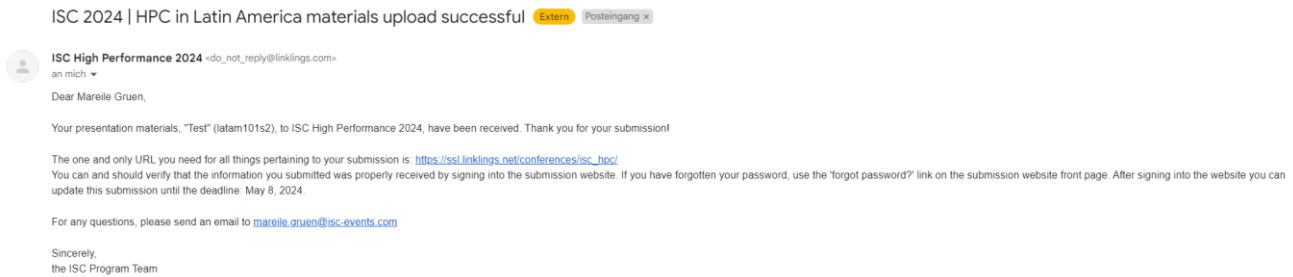 ISC 2024 | HPC in Latin America materials upload successful Extern Posteingang ×
ISC High Performance 2024 <do_not_reply@linklings.com>
an mich
Dear Mareile Gruen,
Your presentation materials, "Test" (latam101s2), to ISC High Performance 2024, have been received. Thank you for your submission!
The one and only URL you need for all things pertaining to your submission is: https://ssl.linklings.net/conferences/isc_hpc/
You can and should verify that the information you submitted was properly received by signing into the submission website. If you have forgotten your password, use the 'forgot password?' link on the submission website front page. After signing into the website you can
update this submission until the deadline: May 8, 2024.
For any questions, please send an email to mareile.gruen@isc-events.com
Sincerely,
the ISC Program Team